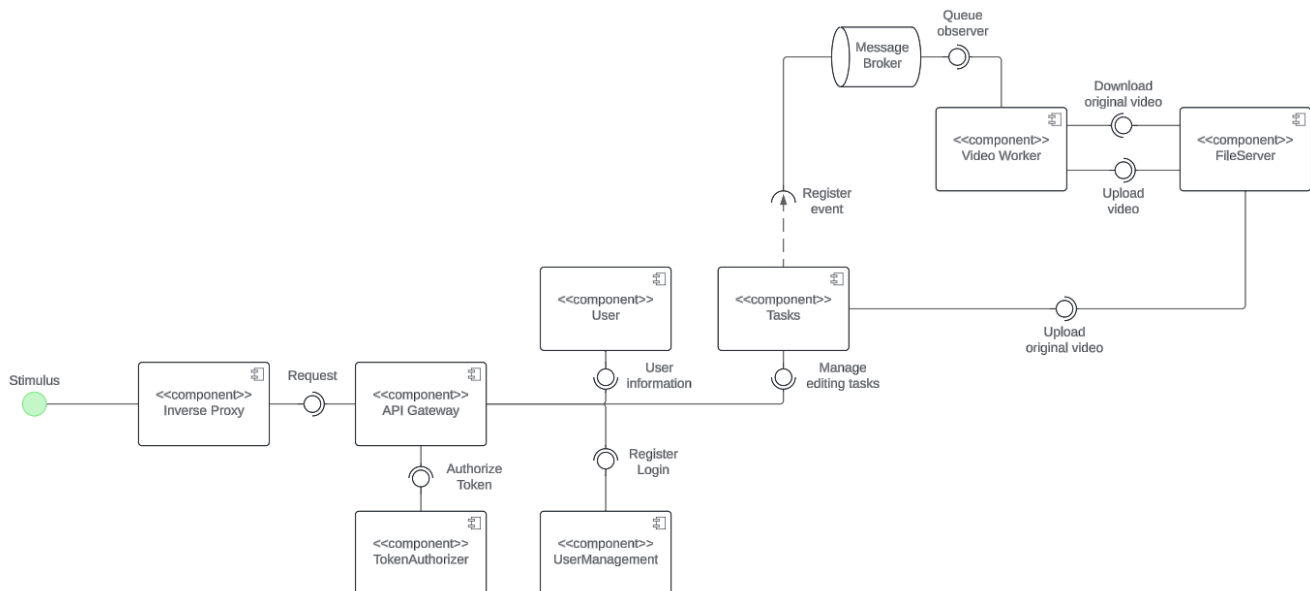 Queue
observer
Message
Broker
Download
original video
<<component>>
Video Worker
<<component>>
FileServer
Upload
video
Register
event
<<component>>
User
<<component>>
Tasks
Upload
original video
User
information
Manage
editing tasks
Stimulus
<<component>>
Inverse Proxy
Request
<<component>>
API Gateway
Authorize
Token
Register
Login
<<component>>
TokenAuthorizer
<<component>>
UserManagement